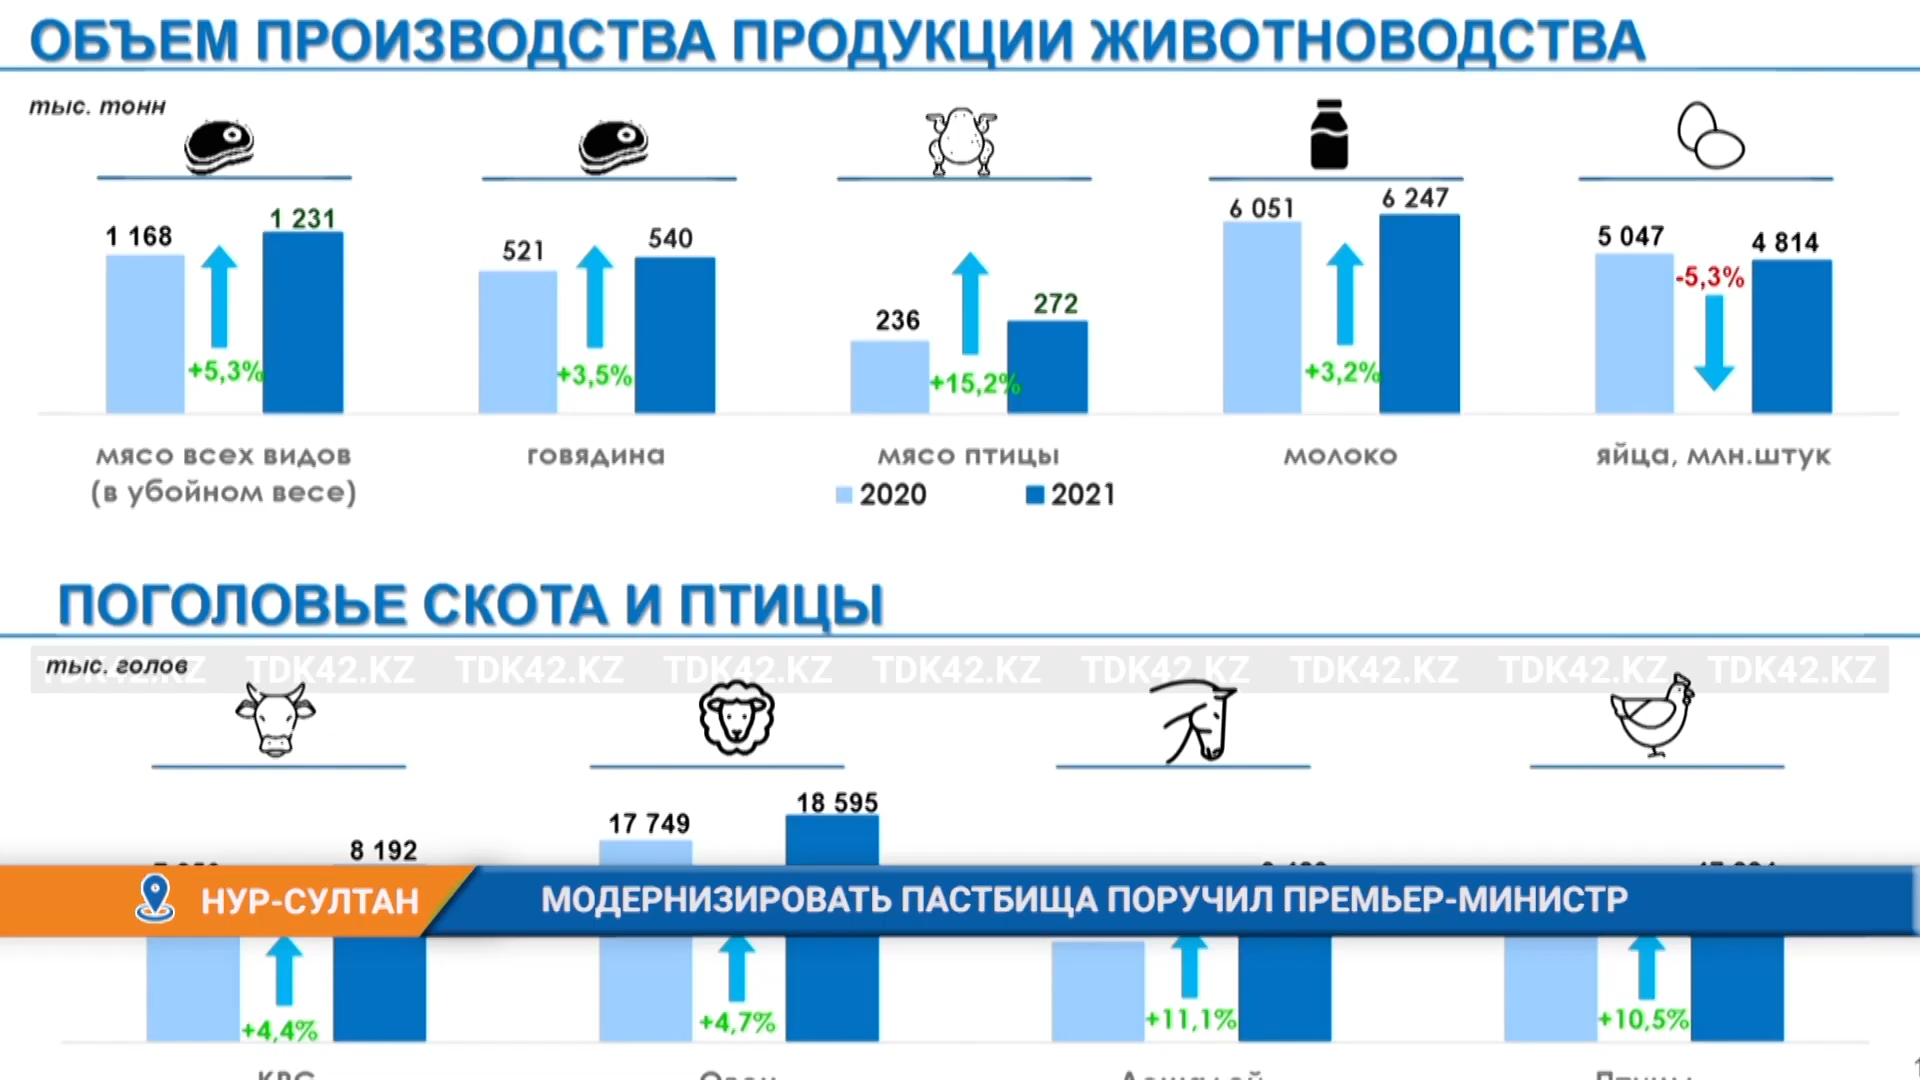 ОБЪЕМ ПРОИЗВОДСТВА ПРОДУКЦИИ ЖИВОТНОВОДСТВА
тыс. тонн
1 168 1 231 521 540 236 272 6 051 6 247 5 047 4 814
+5,3% +3,5% +15,2% +3,2% -5,3%
мясо всех видов говядина мясо птицы молоко яйца, млн.штук
(в убойном весе)
2020 2021
ПОГОЛОВЬЕ СКОТА И ПТИЦЫ
тыс. голов
TDK42.KZ TDK42.KZ TDK42.KZ TDK42.KZ TDK42.KZ TDK42.KZ TDK42.KZ TDK42.KZ TDK42.KZ
8 192 17 749 18 595
НУР-СУЛТАН МОДЕРНИЗИРОВАТЬ ПАСТБИЩА ПОРУЧИЛ ПРЕМЬЕР-МИНИСТР
+4,4% +4,7% +11,1% +10,5%